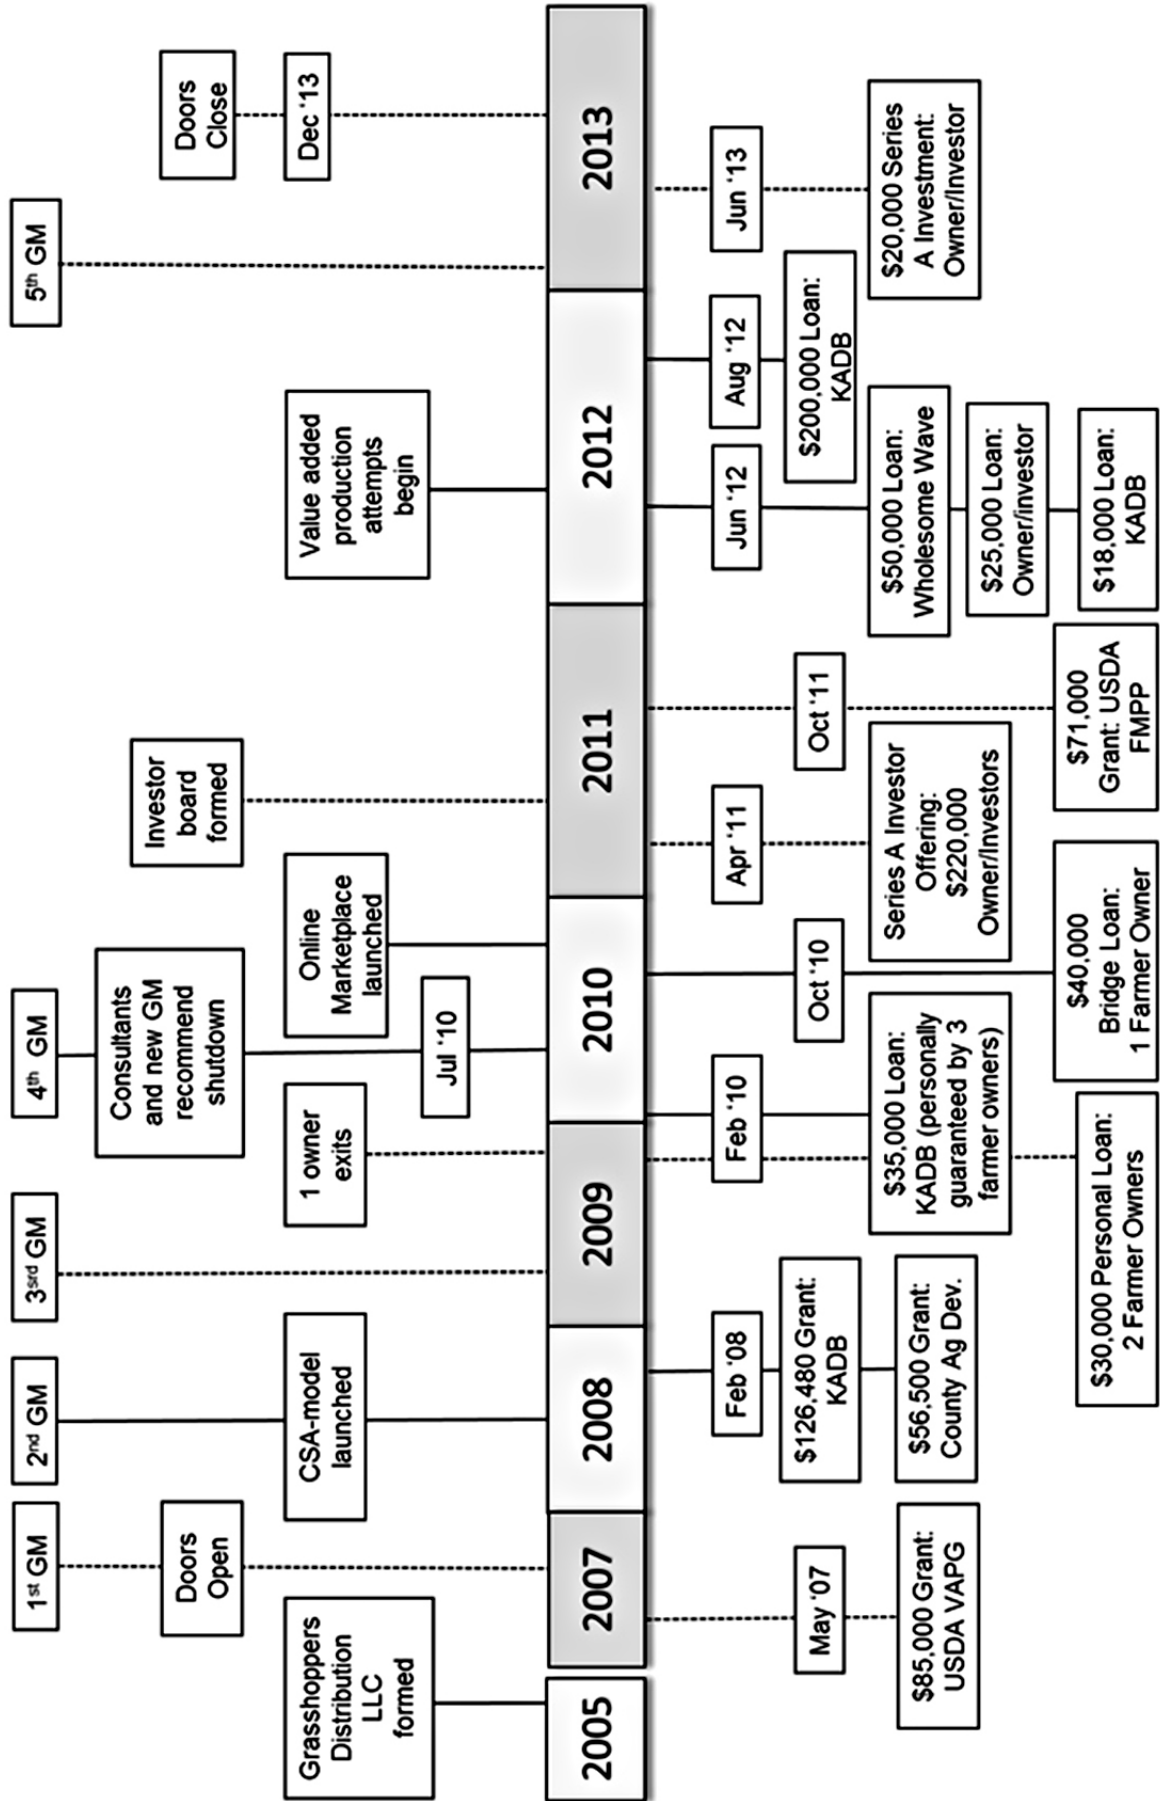 1st GM
2nd GM
3srd GM
4th GM
5th GM
Doors
Open
Consultants
and new GM
recommend
shutdown
Investor
board
formed
Doors
Close
Grasshoppers
Distribution
LLC
formed
CSA-model
launched
1 owner
exits
Jul ‘10
Online
Marketplace
launched
Value added
production
attempts
begin
Dec ‘13
2005
2007
2008
2009
2010
2011
2012
2013
May ‘07
$85,000 Grant:
USDA VAPG
Feb ‘08
$126,480 Grant:
KADB
$56,500 Grant:
County Ag Dev.
Feb ‘10
$35,000 Loan:
KADB (personally
guaranteed by 3
farmer owners)
$30,000 Personal Loan:
2 Farmer Owners
Oct ‘10
$40,000
Bridge Loan:
1 Farmer Owner
Apr ‘11
Series A Investor
Offering:
$220,000
Owner/Investors
Oct ‘11
$71,000
Grant: USDA
FMPP
Jun ‘12
$50,000 Loan:
Wholesome Wave
$25,000 Loan:
Owner/investor
$18,000 Loan:
KADB
Aug ‘12
$200,000 Loan:
KADB
Jun ‘13
$20,000 Series
A Investment:
Owner/Investor